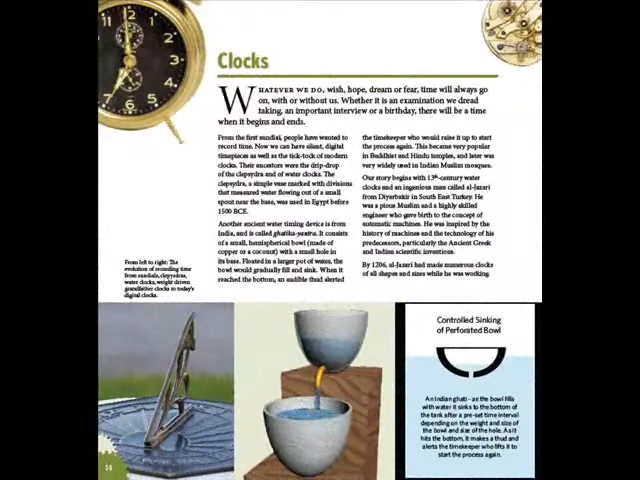 Clocks
WHATEVER WE DO, wish, hope, dream or fear, time will always go
on, with or without us. Whether it is an examination we dread
taking, an important interview or a birthday, there will be a time
when it begins and ends.
From the first sundial, people have wanted to
record time. Now we can have silent, digital
timepieces as well as the tick-tock of modern
clocks. Their ancestors were the drip-drop
of the clepsydra and of water clocks. The
clepsydra, a simple vase marked with divisions
that measured water flowing out of a small
spout near the base, was used in Egypt before
1500 BCE.
Another ancient water timing device is from
India, and is called ghatika-yantra. It consists
of a small, hemispherical bowl (made of
copper or a coconut) with a small hole in
its base. Floated in a larger pot of water, the
bowl would gradually fill and sink. When it
reached the bottom, an audible thud alerted
the timekeeper who would raise it up to start
the process again. This became very popular
in Buddhist and Hindu temples, and later was
very widely used in Indian Muslim mosques.
Our story begins with 13th-century water
clocks and an ingenious man called al-Jazari
from Diyarbakir in South East Turkey. He
was a pious Muslim and a highly skilled
engineer who gave birth to the concept of
automatic machines. He was inspired by the
history of machines and the technology of his
predecessors, particularly the Ancient Greek
and Indian scientific inventions.
By 1206, al-Jazari had made numerous clocks
of all shapes and sizes while he was working
From left to right: The
evolution of recording time
from sundials, clepsydras,
water clocks, weight driven
grandfather clocks to today's
digital clocks.
Controlled Sinking
of Perforated Bowl
An Indian ghati - as the bowl fills
with water it sinks to the bottom of
the tank after a pre-set time interval
depending on the weight and size of
the bowl and size of the hole. As it
hits the bottom, it makes a thud and
alerts the timekeeper who lifts it to
start the process again.
14